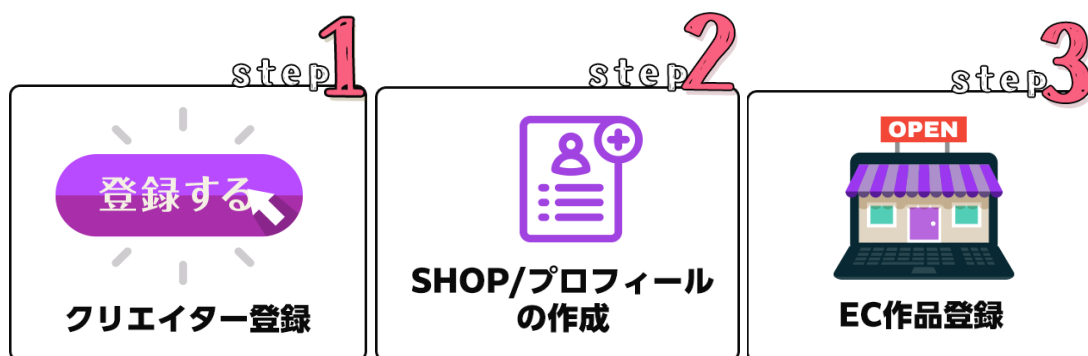 step1
登録する
クリエイター登録
step2
SHOP/プロフィール
の作成
step3
OPEN
EC作品登録